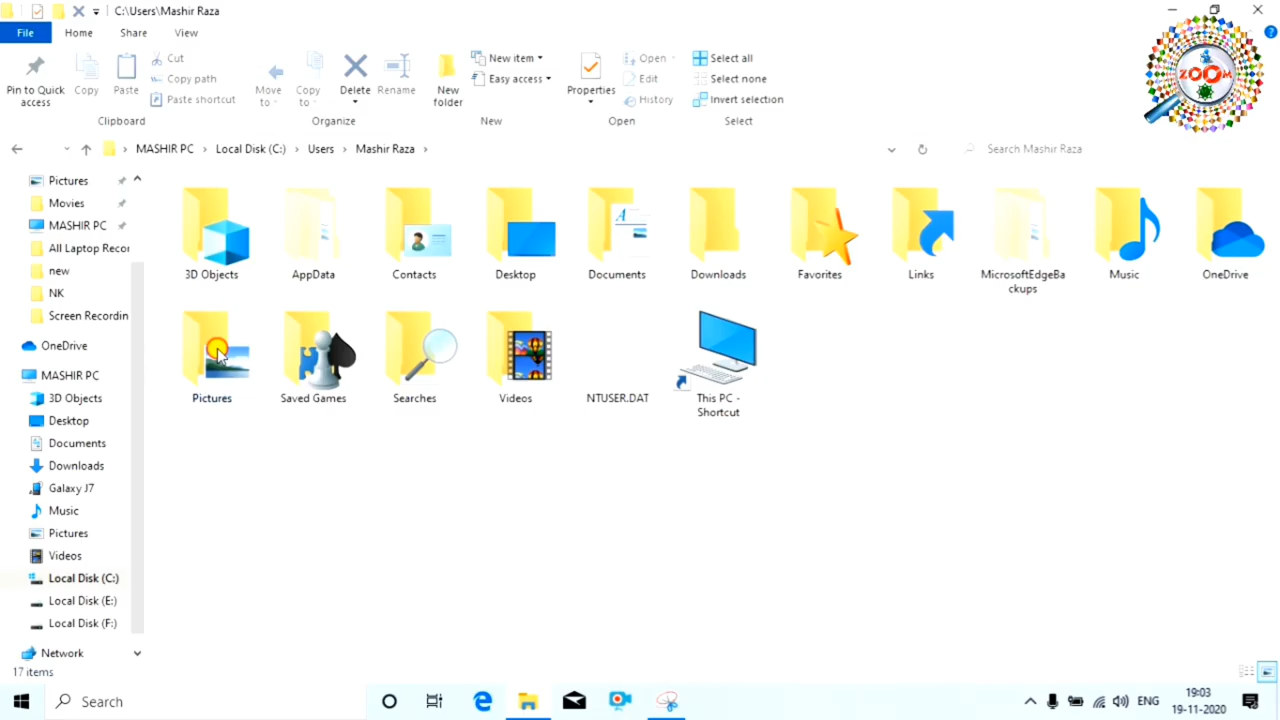 C:\Users\Mashir Raza
File Home Share View
Pin to Quick access
Copy
Paste
Cut
Copy path
Paste shortcut
Clipboard
Move to
Copy to
Delete
Rename
Organize
New folder
New item
Easy access
New
Properties
Open
Edit
History
Open
Select all
Select none
Invert selection
Select
ZOOM
MASHIR PC > Local Disk (C:) > Users > Mashir Raza >
Search Mashir Raza
Pictures
Movies
MASHIR PC
All Laptop Recor
new
NK
Screen Recordin
OneDrive
MASHIR PC
3D Objects
Desktop
Documents
Downloads
Galaxy J7
Music
Pictures
Videos
Local Disk (C:)
Local Disk (E:)
Local Disk (F:)
Network
3D Objects
AppData
Contacts
Desktop
Documents
Downloads
Favorites
Links
MicrosoftEdgeBa
ckups
Music
OneDrive
Pictures
Saved Games
Searches
Videos
NTUSER.DAT
This PC -
Shortcut
17 items
Search
ENG
19:03
19-11-2020